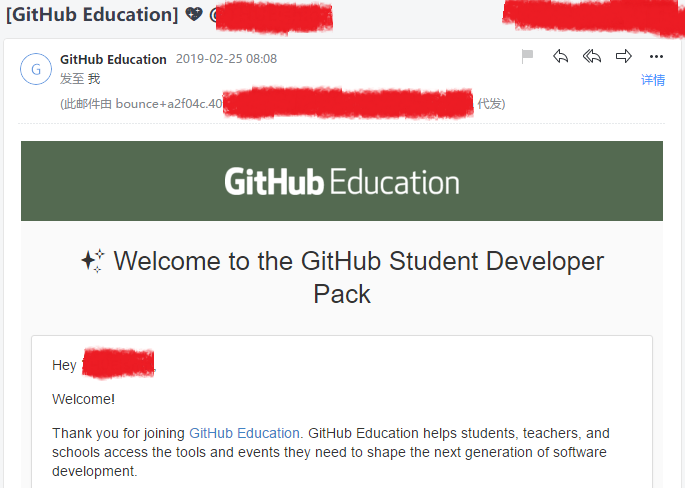 [GitHub Education] 💖 @
G
GitHub Education 2019-02-25 08:08
发至 我
详情
(此邮件由 bounce+a2f04c.40 代发)
GitHub Education
✨ Welcome to the GitHub Student Developer
Pack
Hey
Welcome!
Thank you for joining GitHub Education. GitHub Education helps students, teachers, and
schools access the tools and events they need to shape the next generation of software
development.